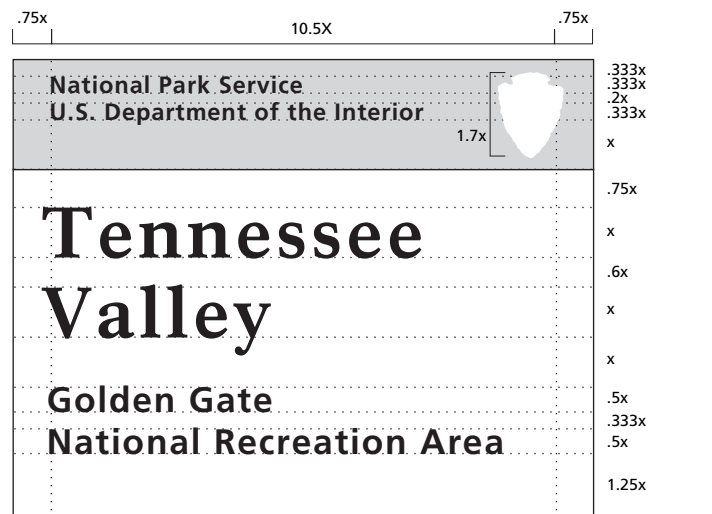 .75x
10.5X
.75x
National Park Service
U.S. Department of the Interior
1.7x
.333x
.333x
.2x
.333x
x
.75x
Tennessee
x
.6x
Valley
x
x
Golden Gate
.5x
.333x
National Recreation Area
.5x
1.25x